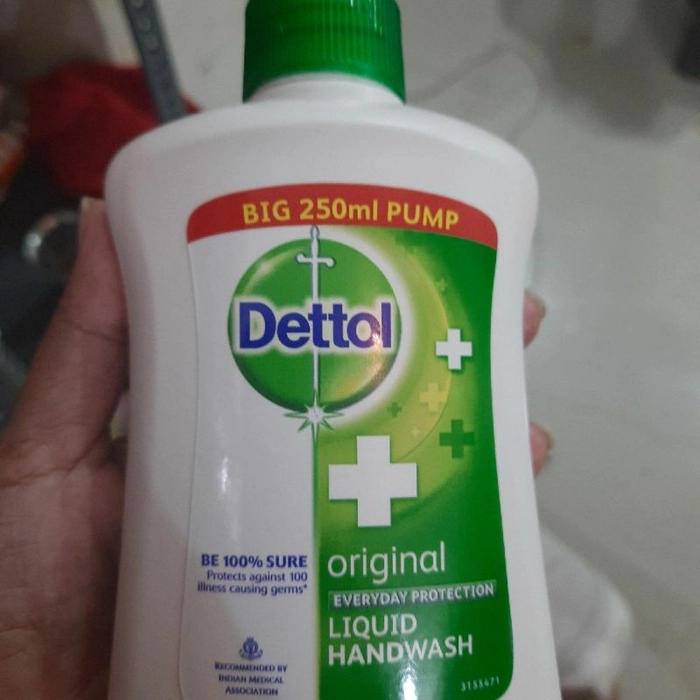 BIG 250ml PUMP
Dettol
BE 100% SURE
Protects against 100
illness causing germs*
RECOMMENDED BY
INDIAN MEDICAL
ASSOCIATION
original
EVERYDAY PROTECTION
LIQUID
HANDWASH
3153471